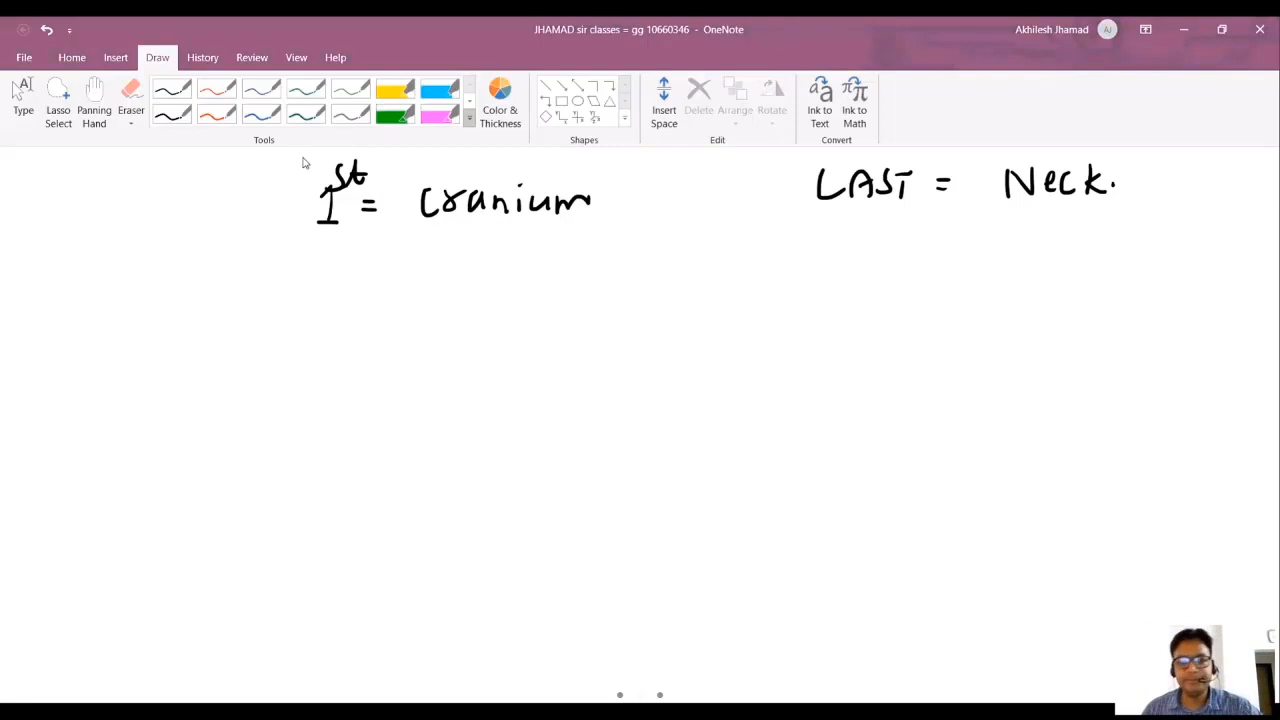 JHAMAD sir classes = gg 10660346 - OneNote
Akhilesh Jhamad AJ
File Home Insert Draw History Review View Help
Type
Lasso Select
Panning Hand
Eraser
Color & Thickness
Insert Space
Delete
Arrange
Rotate
Ink to Text
Ink to Math
Tools
Shapes
Edit
Convert
1st = Cranium
LAST = Neck.